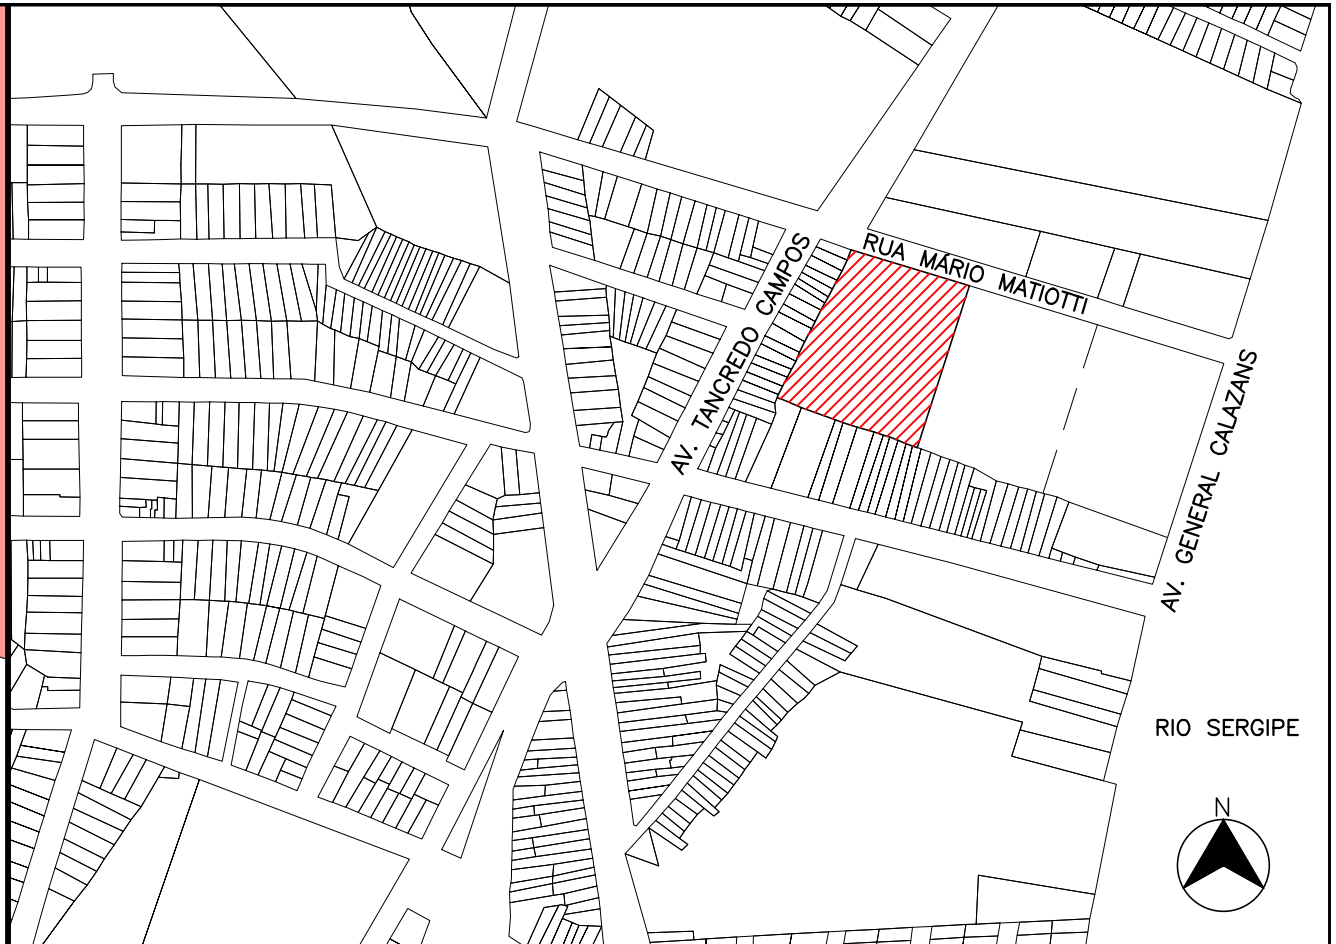 RUA MÁRIO MATIOTTI
AV. TANCREDO CAMPOS
AV. GENERAL CALAZANS
RIO SERGIPE
N